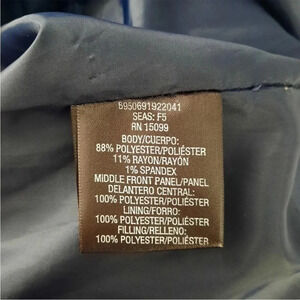 5950691922041
SEAS: F5
RN 15099
BODY/CUERPO:
88% POLYESTER/POLIÉSTER
11% RAYON/RAYÓN
1% SPANDEX
MIDDLE FRONT PANEL/PANEL
DELANTERO CENTRAL:
100% POLYESTER/POLIÉSTER
LINING/FORRO:
100% POLYESTER/POLIÉSTER
FILLING/RELLENO:
100% POLYESTER/POLIÉSTER